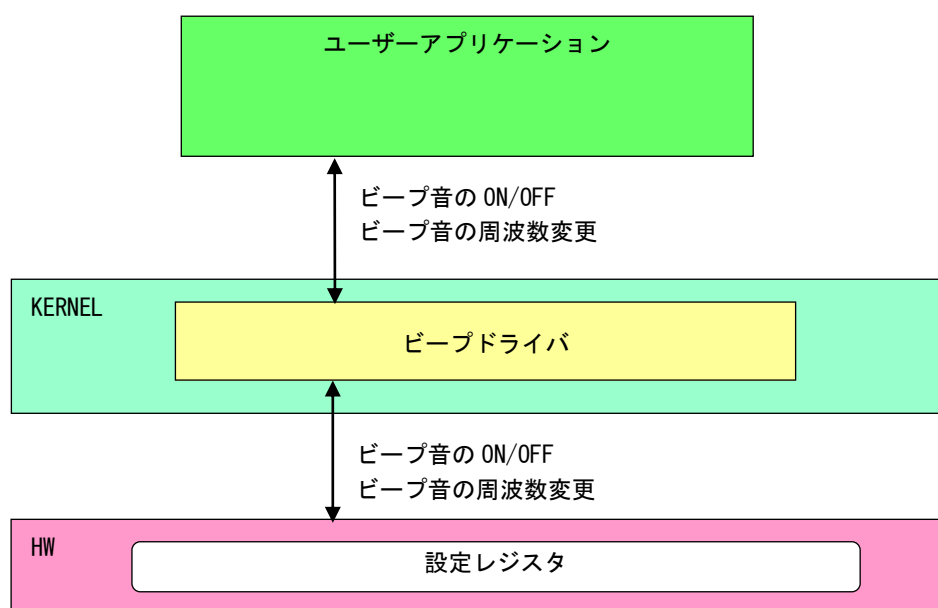 ユーザーアプリケーション
ビープ音の ON/OFF
ビープ音の周波数変更
KERNEL
ビープドライバ
ビープ音の ON/OFF
ビープ音の周波数変更
HW
設定レジスタ